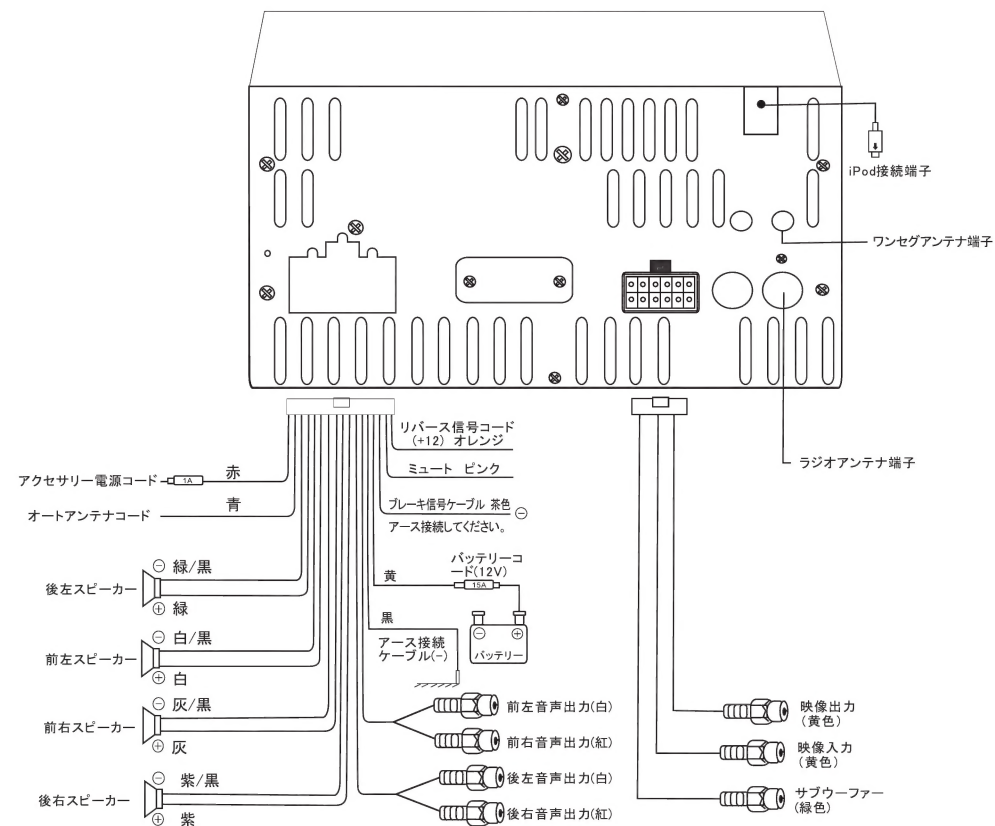 iPod接続端子
ワンセグアンテナ端子
ラジオアンテナ端子
リバース信号コード
(+12) オレンジ
ミュート ピンク
ブレーキ信号ケーブル 茶色 ⊖
アース接続してください。
アクセサリー電源コード
1A
赤
オートアンテナコード
青
バッテリーコ
ード(12V)
黄
15A
黒
アース接続
ケーブル(-)
⊖ ⊕
バッテリー
⊖ 緑/黒
後左スピーカー
⊕ 緑
⊖ 白/黒
前左スピーカー
⊕ 白
⊖ 灰/黒
前右スピーカー
⊕ 灰
⊖ 紫/黒
後右スピーカー
⊕ 紫
前左音声出力(白)
前右音声出力(紅)
後左音声出力(白)
後右音声出力(紅)
映像出力
(黄色)
映像入力
(黄色)
サブウーファー
(緑色)